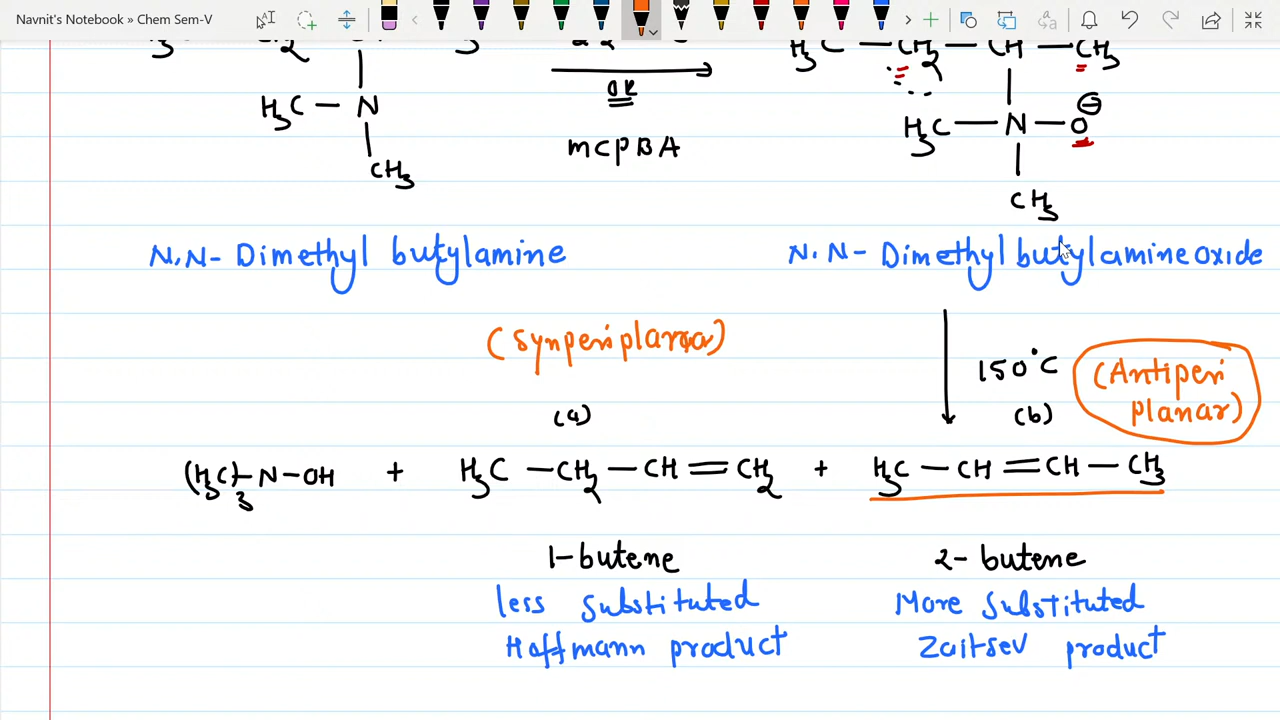 Navnit's Notebook » Chem Sem-V
CH2 — CH — CH3
H3C — N
CH3
OR
mCPBA
H3C — N — O ⊖
CH3
N,N- Dimethyl butylamine
N,N- Dimethyl butylamine oxide
(Synperiplanar)
150°C
(Antiperi
planar)
(a)
(b)
(H3C)3 — N — OH + H3C — CH2 — CH = CH2 + H3C — CH = CH — CH3
1-butene
2-butene
less substituted
More substituted
Hoffmann product
Zaitsev product